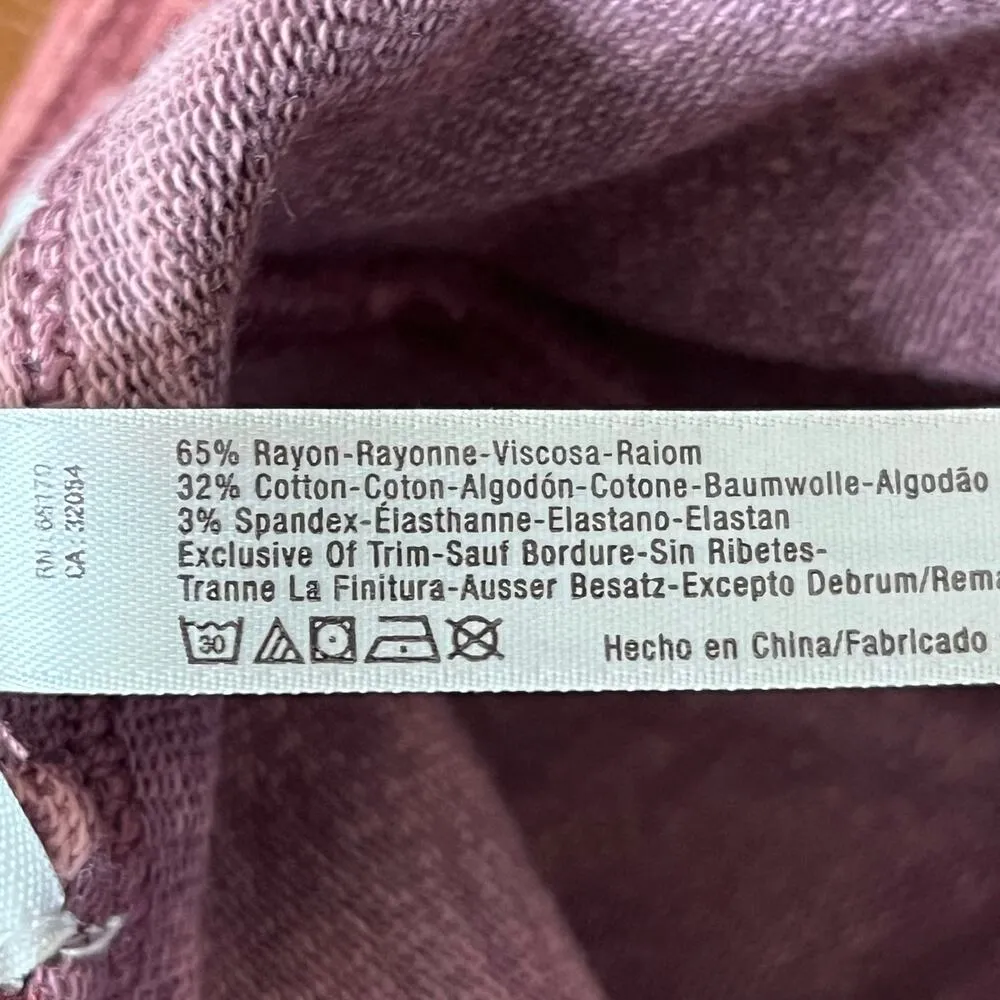 65% Rayon-Rayonne-Viscosa-Raiom
32% Cotton-Coton-Algodón-Cotone-Baumwolle-Algodão
3% Spandex-Élasthanne-Elastano-Elastan
Exclusive Of Trim-Sauf Bordure-Sin Ribetes-
Tranne La Finitura-Ausser Besatz-Excepto Debrum/Rema
30
Hecho en China/Fabricado
RN
CA : 32054